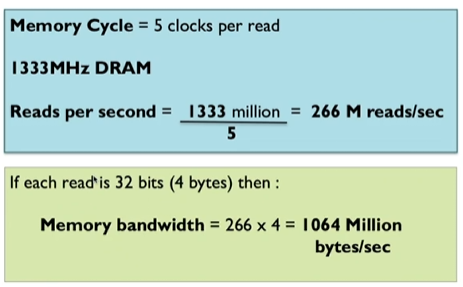 Memory Cycle = 5 clocks per read
1333MHz DRAM
Reads per second = 1333 million = 266 M reads/sec
5
If each read is 32 bits (4 bytes) then :
Memory bandwidth = 266 x 4 = 1064 Million
bytes/sec